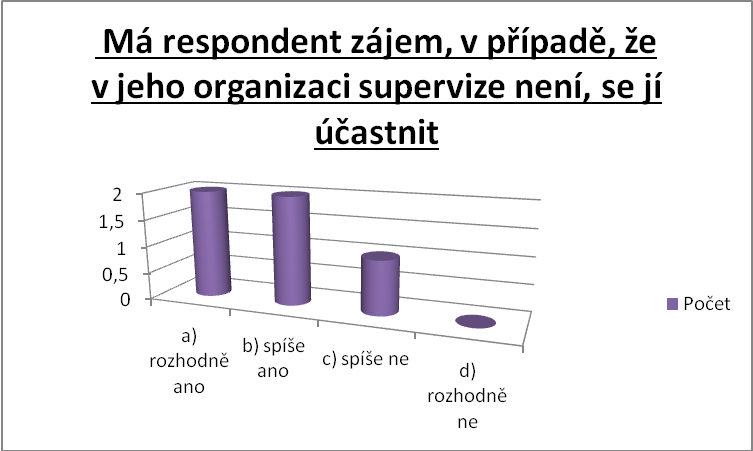 Má respondent zájem, v případě, že
v jeho organizaci supervize není, se jí
účastnit
2
1,5
1
0,5
0
a)
rozhodně
ano
b) spíše
ano
c) spíše ne
d)
rozhodně
ne
Počet